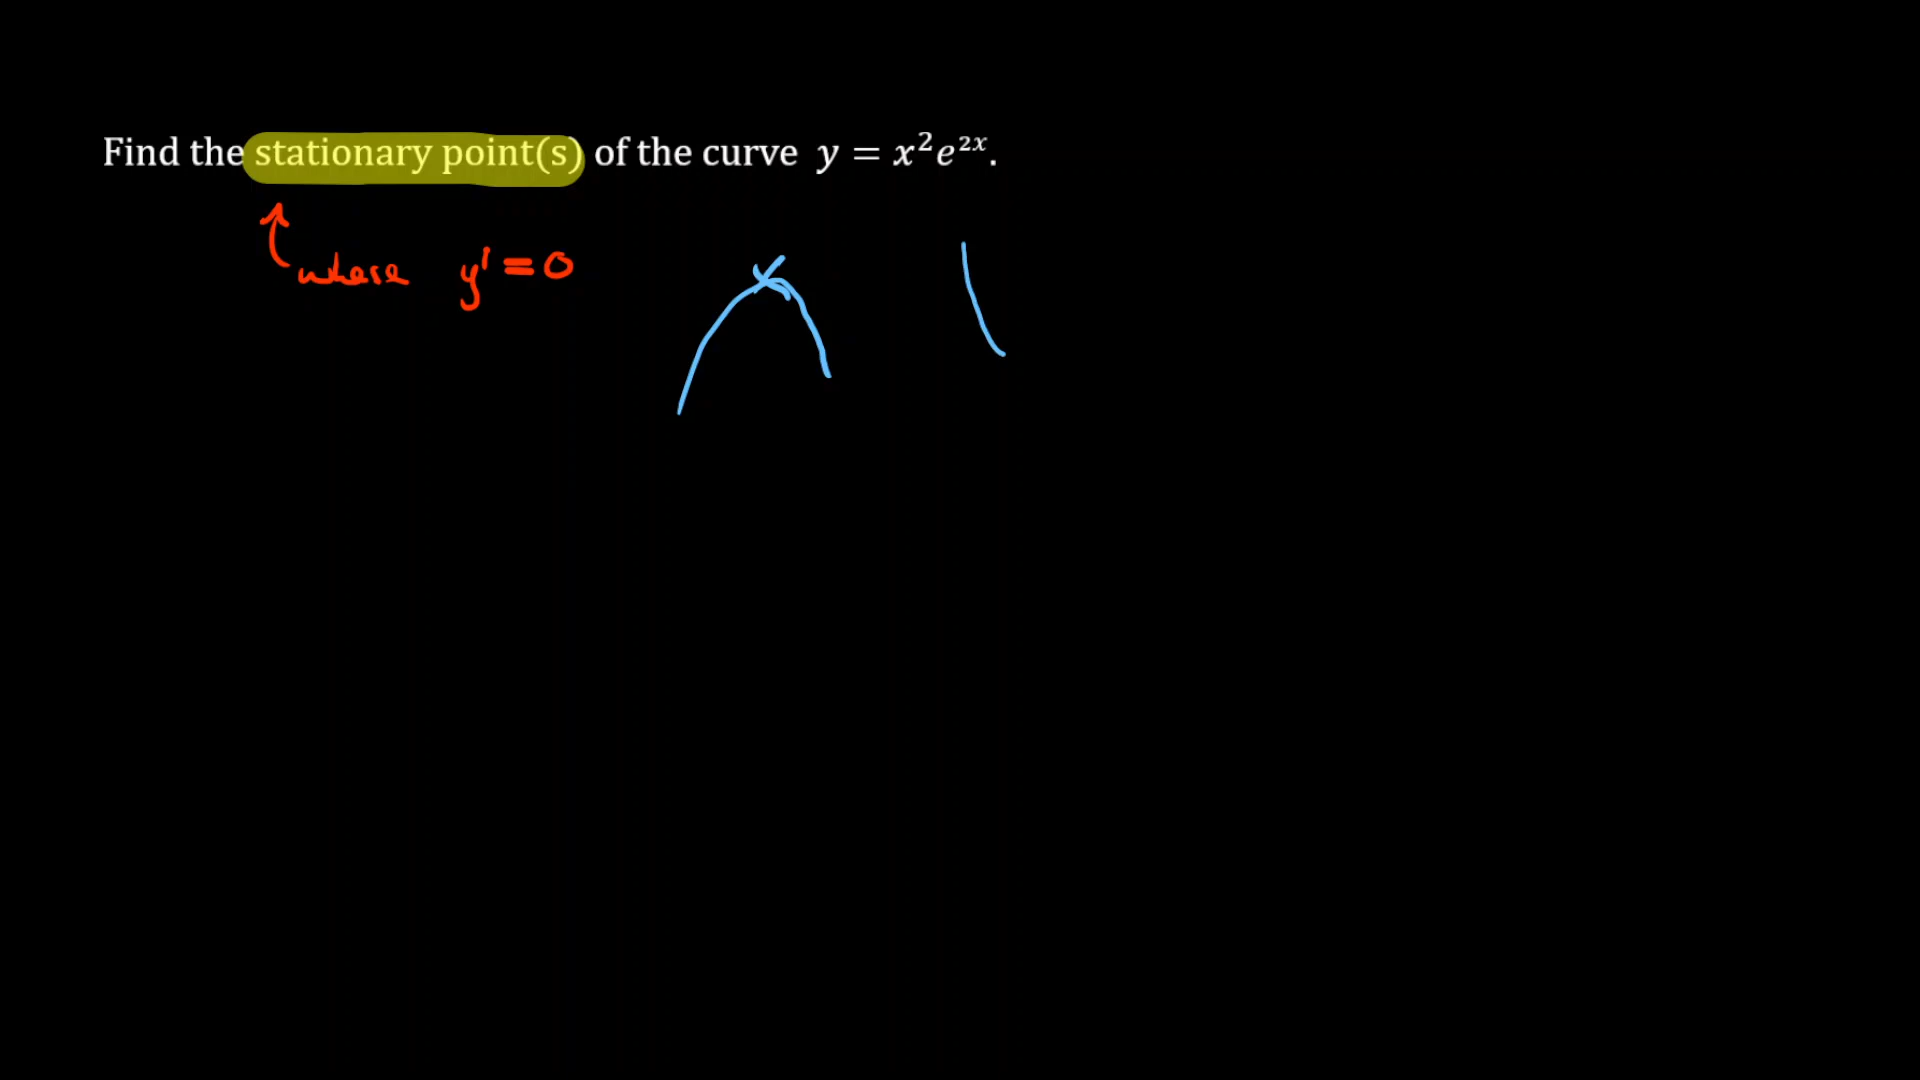 Find the stationary point(s) of the curve y = x²e²ˣ.
where y' = 0